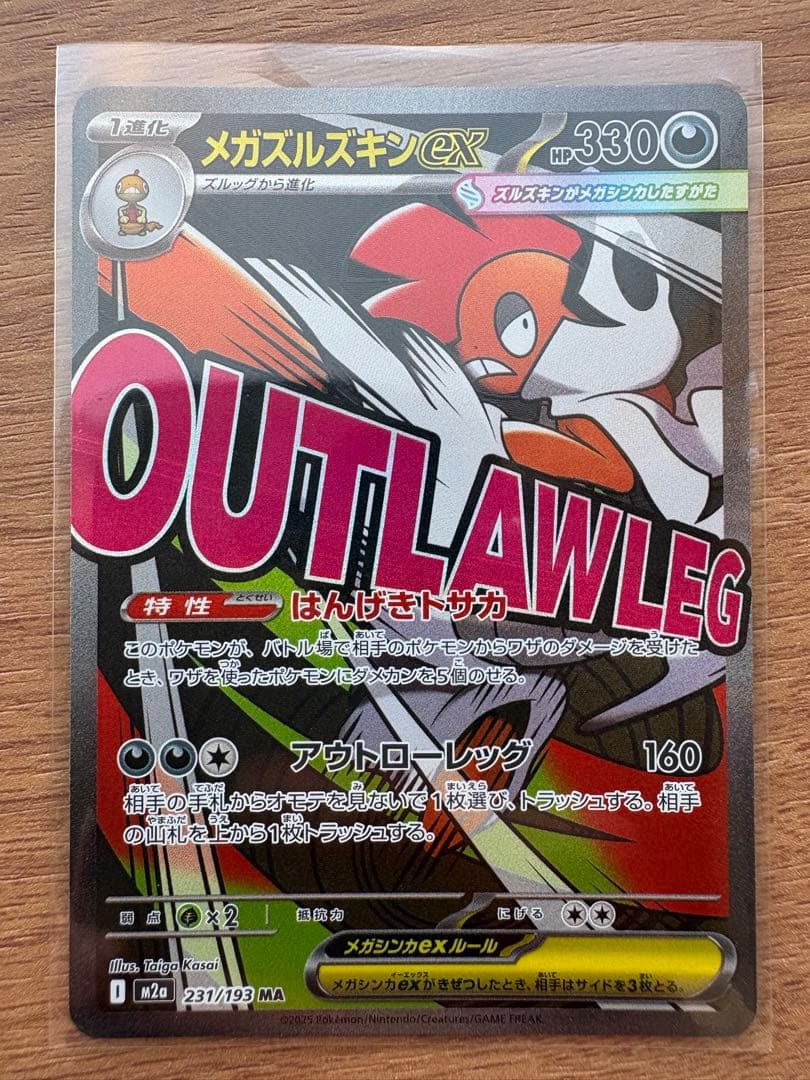 1進化
メガズルズキンex
HP330
ズルッグから進化
ズルズキンがメガシンカしたすがた
OUTLAW LEG
特性 とくせい はんげきトサカ
このポケモンが、バトル場で相手のポケモンからワザのダメージを受けた
とき、ワザを使ったポケモンにダメカンを5個のせる。
アウトローレッグ 160
相手の手札からオモテを見ないで1枚選び、トラッシュする。相手
の山札を上から1枚トラッシュする。
弱点 ×2 抵抗力 にげる
Illus. Taiga Kasai
メガシンカexルール
I m2a 231/193 MA
メガシンカexがきぜつしたとき、相手はサイドを3枚とる。
©2025 Pokémon/Nintendo/Creatures/GAME FREAK.